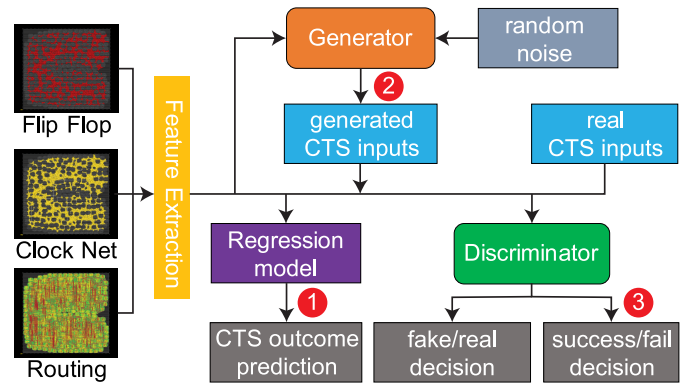 Flip Flop
Clock Net
Routing
Feature Extraction
Generator
random
noise
2
generated
CTS inputs
real
CTS inputs
Regression
model
Discriminator
1
3
CTS outcome
prediction
fake/real
decision
success/fail
decision